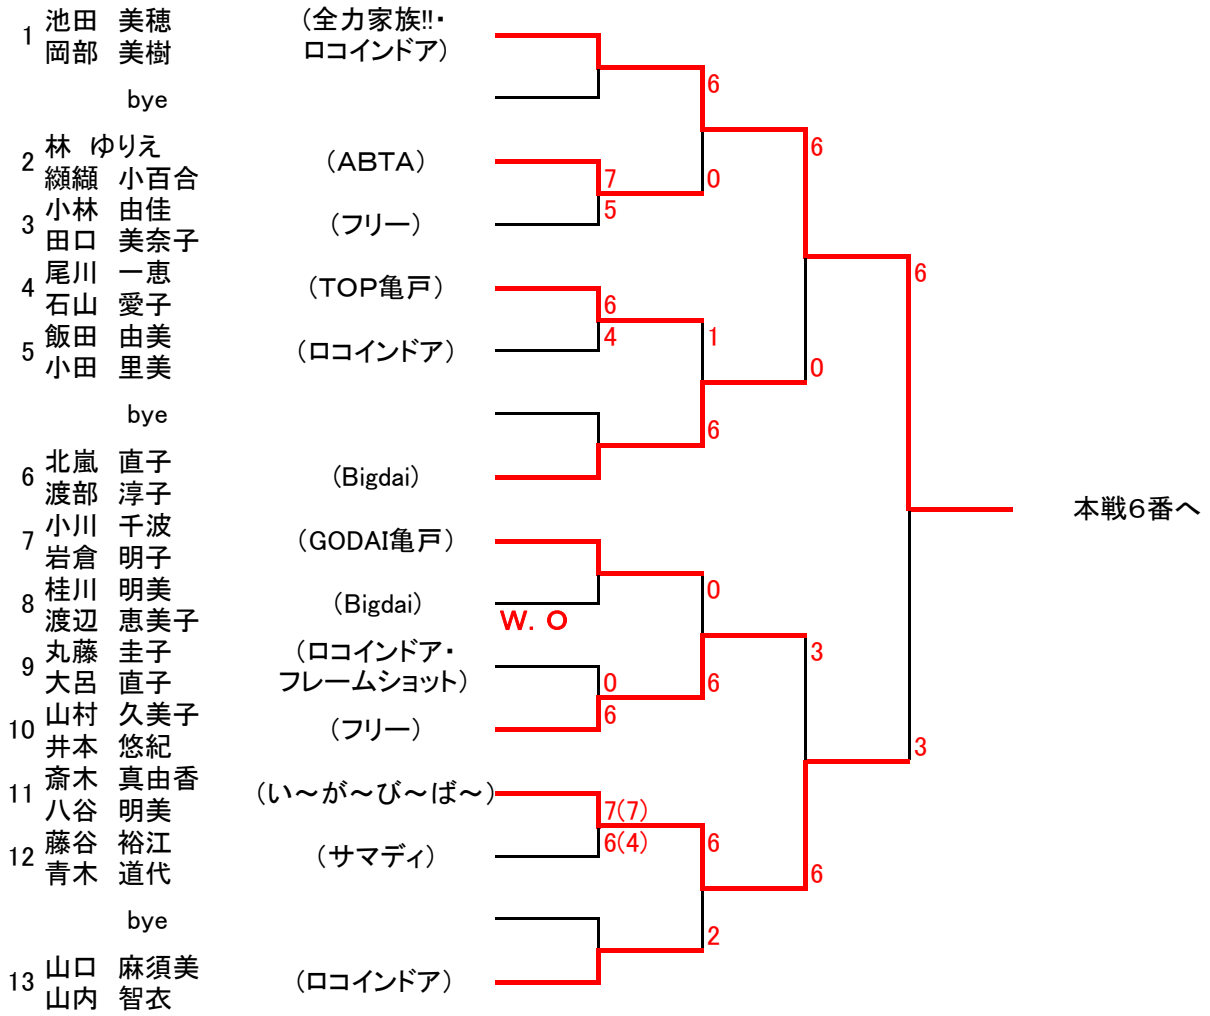 1 池田 美穂 (全力家族!!・
岡部 美樹 ロコインドア)
bye
2 林 ゆりえ (ABTA)
纐纈 小百合
3 小林 由佳 (フリー)
田口 美奈子
4 尾川 一恵 (TOP亀戸)
石山 愛子
5 飯田 由美 (ロコインドア)
小田 里美
bye
6 北嵐 直子 (Bigdai)
渡部 淳子
7 小川 千波 (GODAI亀戸)
岩倉 明子
8 桂川 明美 (Bigdai)
渡辺 恵美子
W. O
9 丸藤 圭子 (ロコインドア・
大呂 直子 フレームショット)
10 山村 久美子 (フリー)
井本 悠紀
11 斎木 真由香 (い～が～び～ば～)
八谷 明美
12 藤谷 裕江 (サマディ)
青木 道代
bye
13 山口 麻須美 (ロコインドア)
山内 智衣
7
5
6
4
0
6
7(7)
6(4)
6
0
1
6
0
6
6
2
6
0
3
6
6
3
本戦6番へ